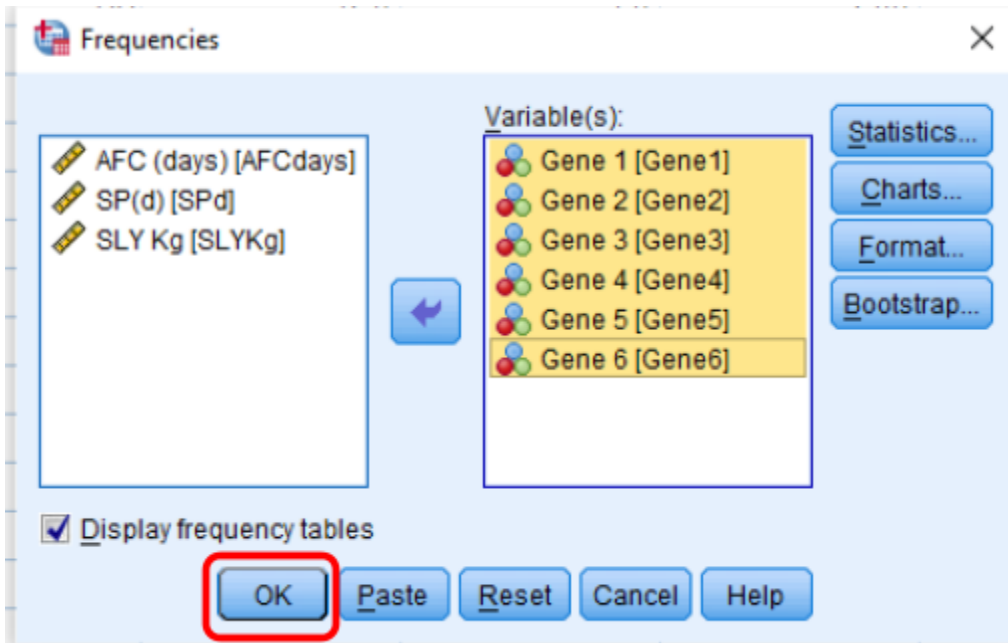 Frequencies
AFC (days) [AFCdays]
SP(d) [SPd]
SLY Kg [SLYKg]
Variable(s):
Gene 1 [Gene1]
Gene 2 [Gene2]
Gene 3 [Gene3]
Gene 4 [Gene4]
Gene 5 [Gene5]
Gene 6 [Gene6]
Statistics...
Charts...
Format...
Bootstrap...
Display frequency tables
OK
Paste
Reset
Cancel
Help